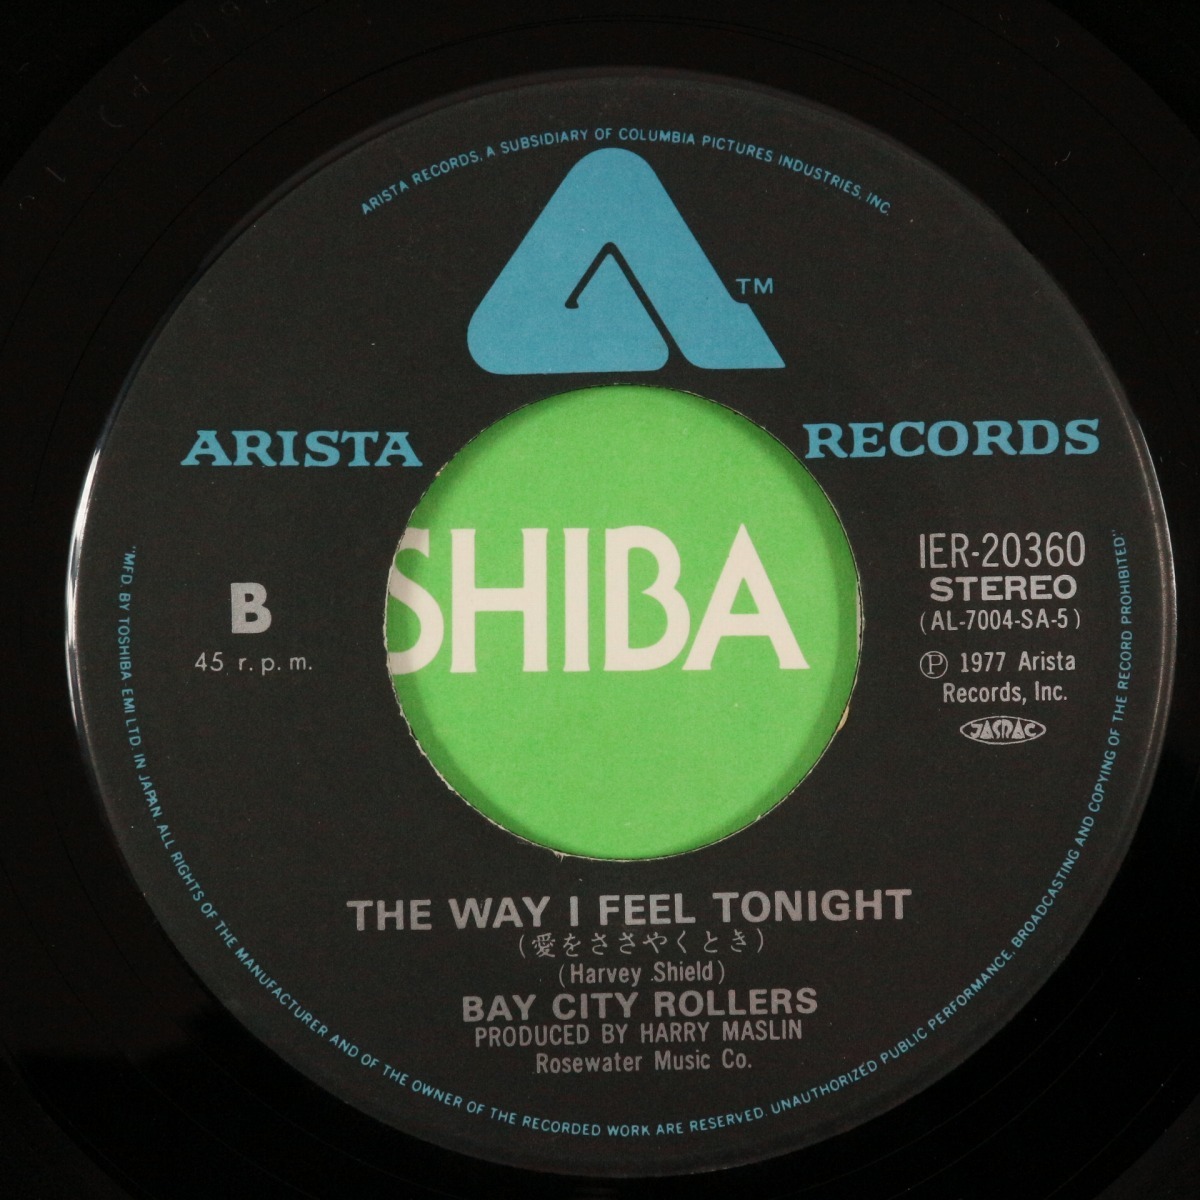 ARISTA RECORDS, A SUBSIDIARY OF COLUMBIA PICTURES INDUSTRIES, INC.
TM
ARISTA RECORDS
SHIBA
B
45 r.p.m.
IER-20360
STEREO
(AL-7004-SA-5)
Ⓟ 1977 Arista
Records, Inc.
JASRAC
THE WAY I FEEL TONIGHT
(愛をささやくとき)
(Harvey Shield)
BAY CITY ROLLERS
PRODUCED BY HARRY MASLIN
Rosewater Music Co.
"MFD. BY TOSHIBA EMI LTD. IN JAPAN. ALL RIGHTS OF THE MANUFACTURER AND OF THE OWNER OF THE RECORDED WORK ARE RESERVED. UNAUTHORIZED PUBLIC PERFORMANCE, BROADCASTING AND COPYING OF THE RECORD PROHIBITED"